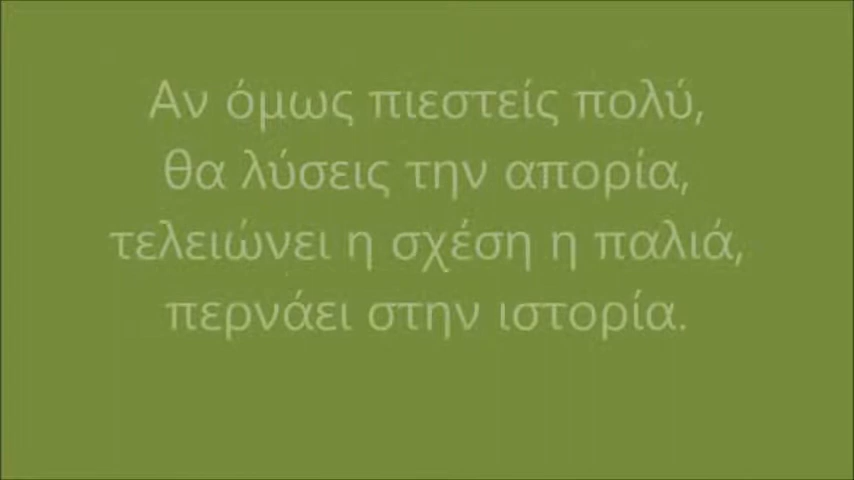 Αν όμως πιεστείς πολύ,
θα λύσεις την απορία,
τελειώνει η σχέση η παλιά,
περνάει στην ιστορία.